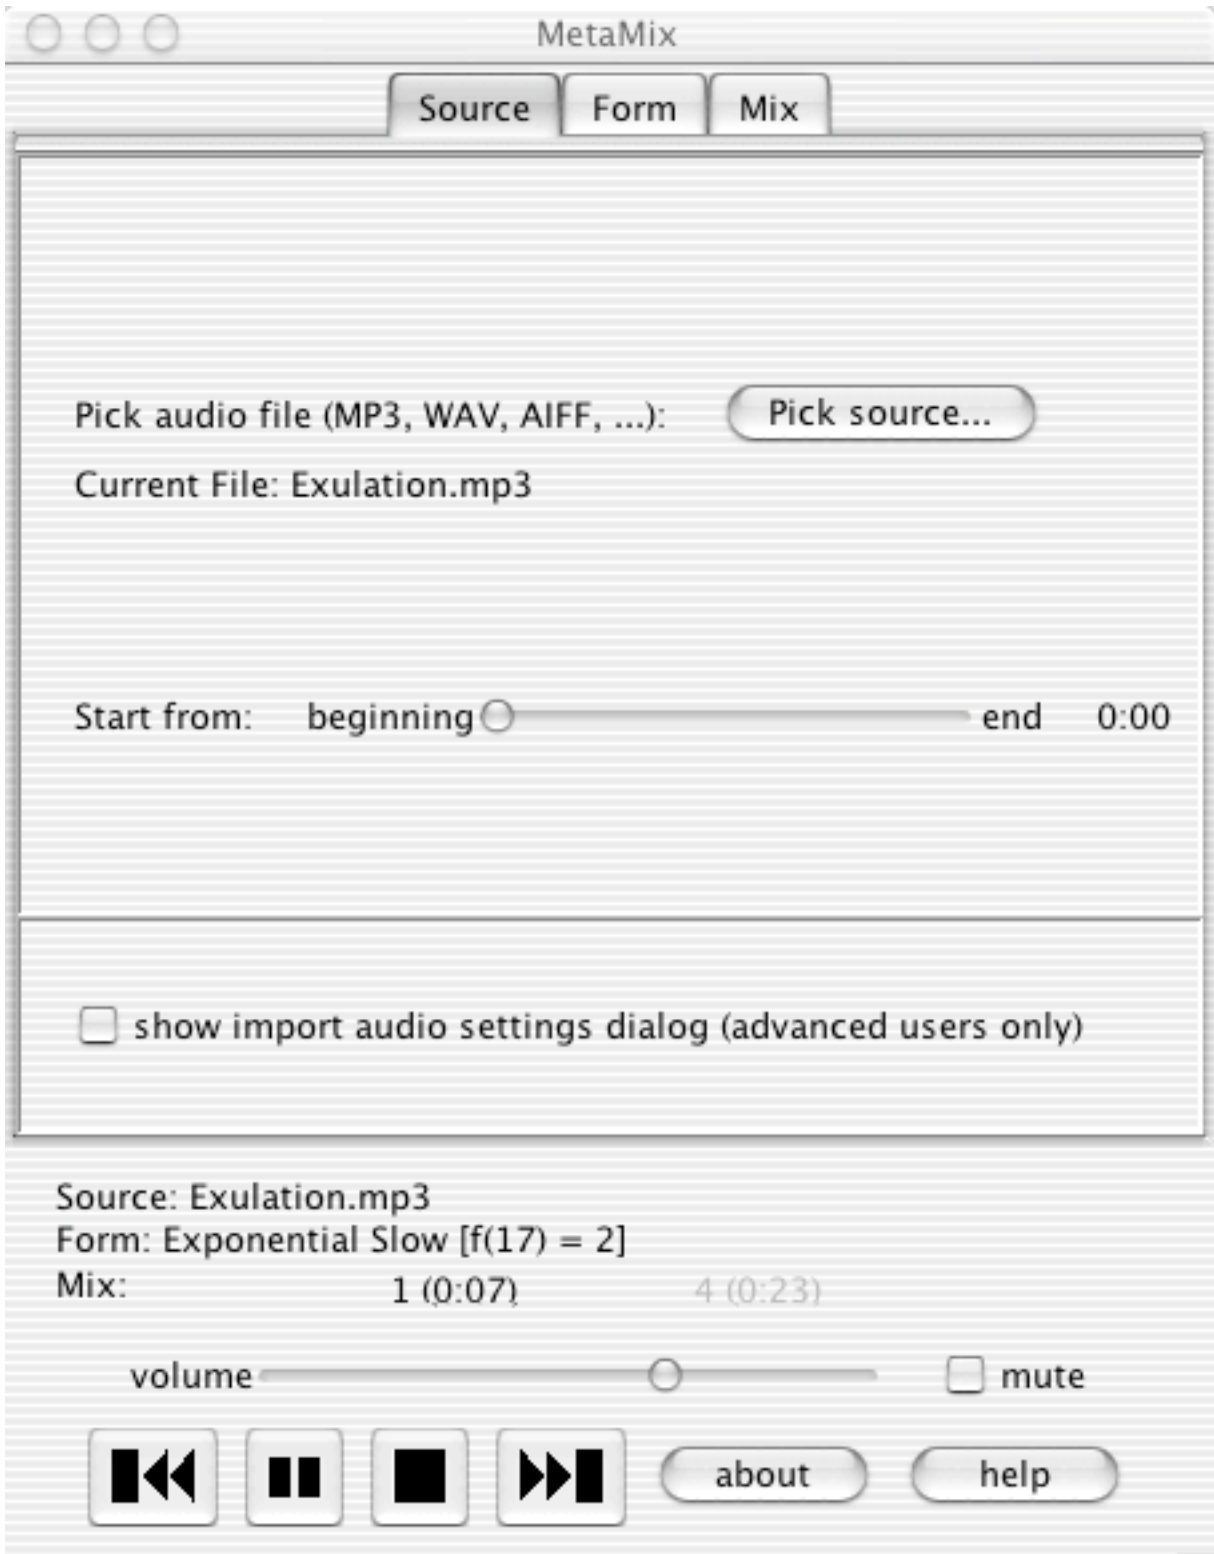 MetaMix
Source Form Mix
Pick audio file (MP3, WAV, AIFF, ...): Pick source...
Current File: Exulation.mp3
Start from: beginning end 0:00
show import audio settings dialog (advanced users only)
Source: Exulation.mp3
Form: Exponential Slow [f(17) = 2]
Mix: 1 (0:07) 4 (0:23)
volume mute
about help